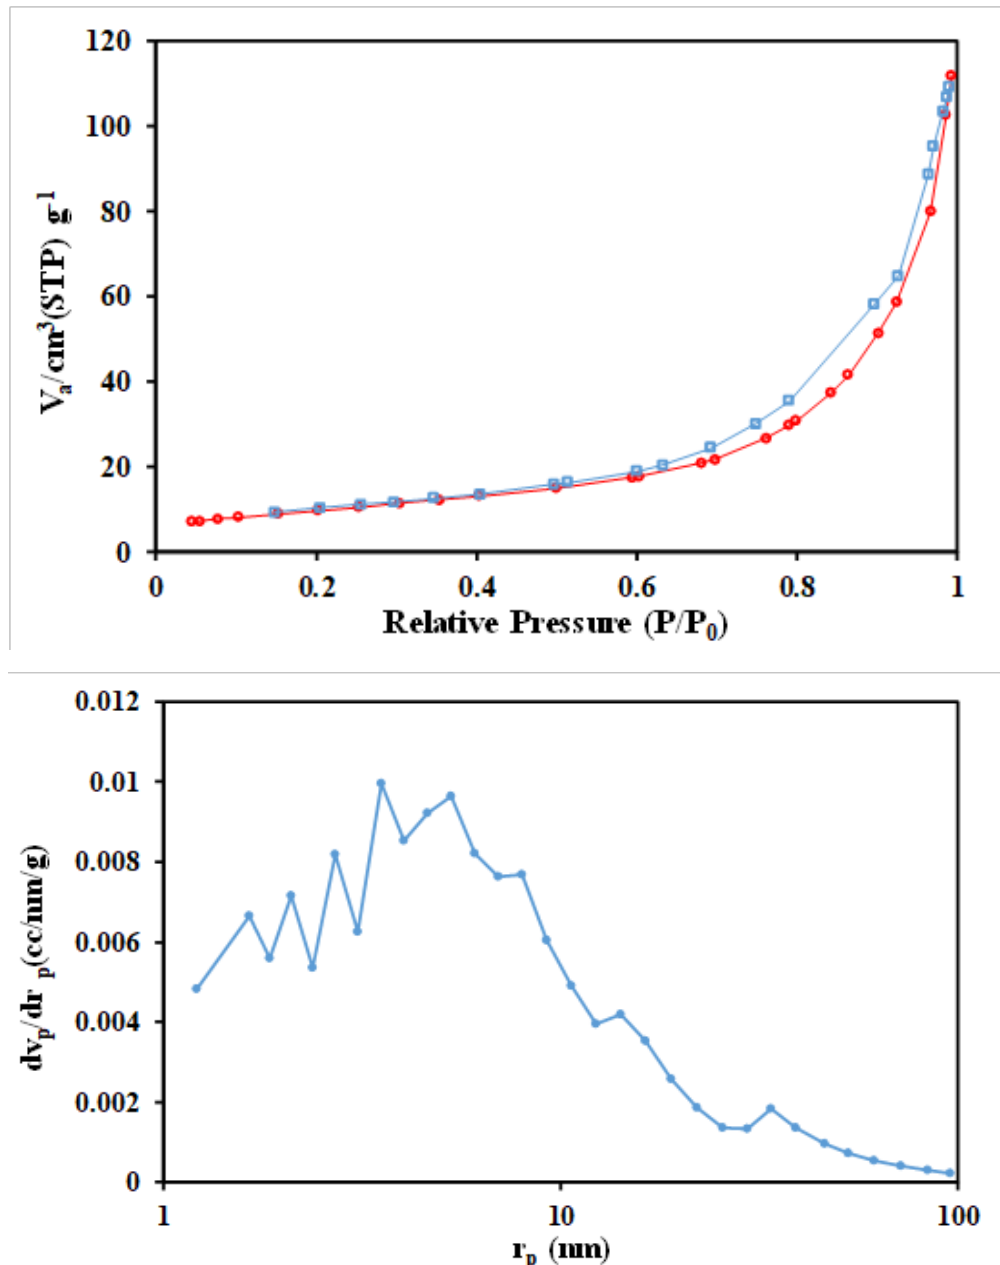 120
100
80
60
40
20
0
Vₐ/cm³(STP) g⁻¹
0 0.2 0.4 0.6 0.8 1
Relative Pressure (P/P₀)
0.012
0.01
0.008
0.006
0.004
0.002
0
dvₚ/dr ₚ(cc/nm/g)
1 10 100
rₚ (nm)